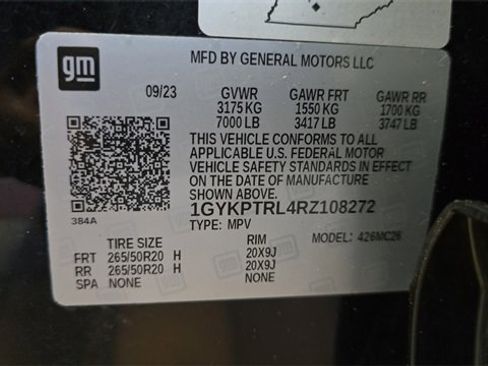 gm
MFD BY GENERAL MOTORS LLC
09/23 GVWR GAWR FRT GAWR RR
3175 KG 1550 KG 1700 KG
7000 LB 3417 LB 3747 LB
THIS VEHICLE CONFORMS TO ALL
APPLICABLE U.S. FEDERAL MOTOR
VEHICLE SAFETY STANDARDS IN EFFECT
ON THE DATE OF MANUFACTURE
SHOWN ABOVE.
1GYKPTRL4RZ108272
TYPE: MPV
384A
MODEL: 426MC26
TIRE SIZE RIM
FRT 265/50R20 H 20X9J
RR 265/50R20 H 20X9J
SPA NONE NONE